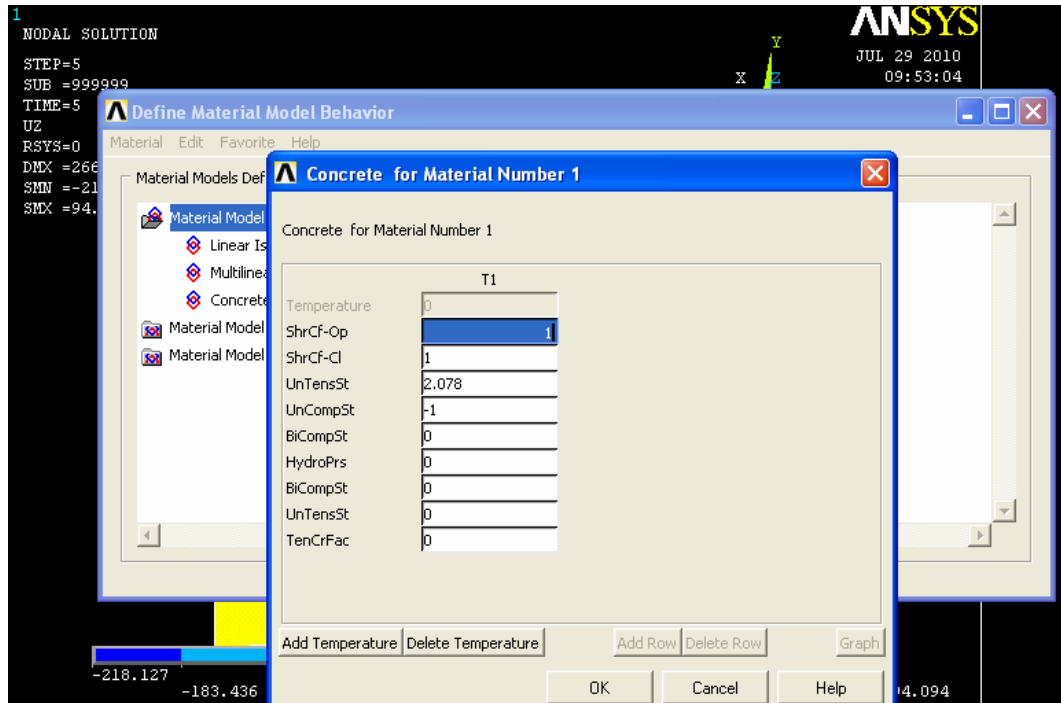 1
NODAL SOLUTION
STEP=5
SUB =999999
TIME=5
UZ
RSYS=0
DMX =266
SMN =-21
SMX =94.
ANSYS
JUL 29 2010
09:53:04
Y
X Z
Define Material Model Behavior
Material Edit Favorite Help
Material Models Def
Material Model
Linear Is
Multiline
Concrete
Material Model
Material Model
Concrete for Material Number 1
Concrete for Material Number 1
T1
Temperature 0
ShrCf-Op 1
ShrCf-Cl 1
UnTensSt 2.078
UnCompSt -1
BiCompSt 0
HydroPrs 0
BiCompSt 0
UnTensSt 0
TenCrFac 0
Add Temperature Delete Temperature Add Row Delete Row Graph
OK Cancel Help
-218.127
-183.436
4.094